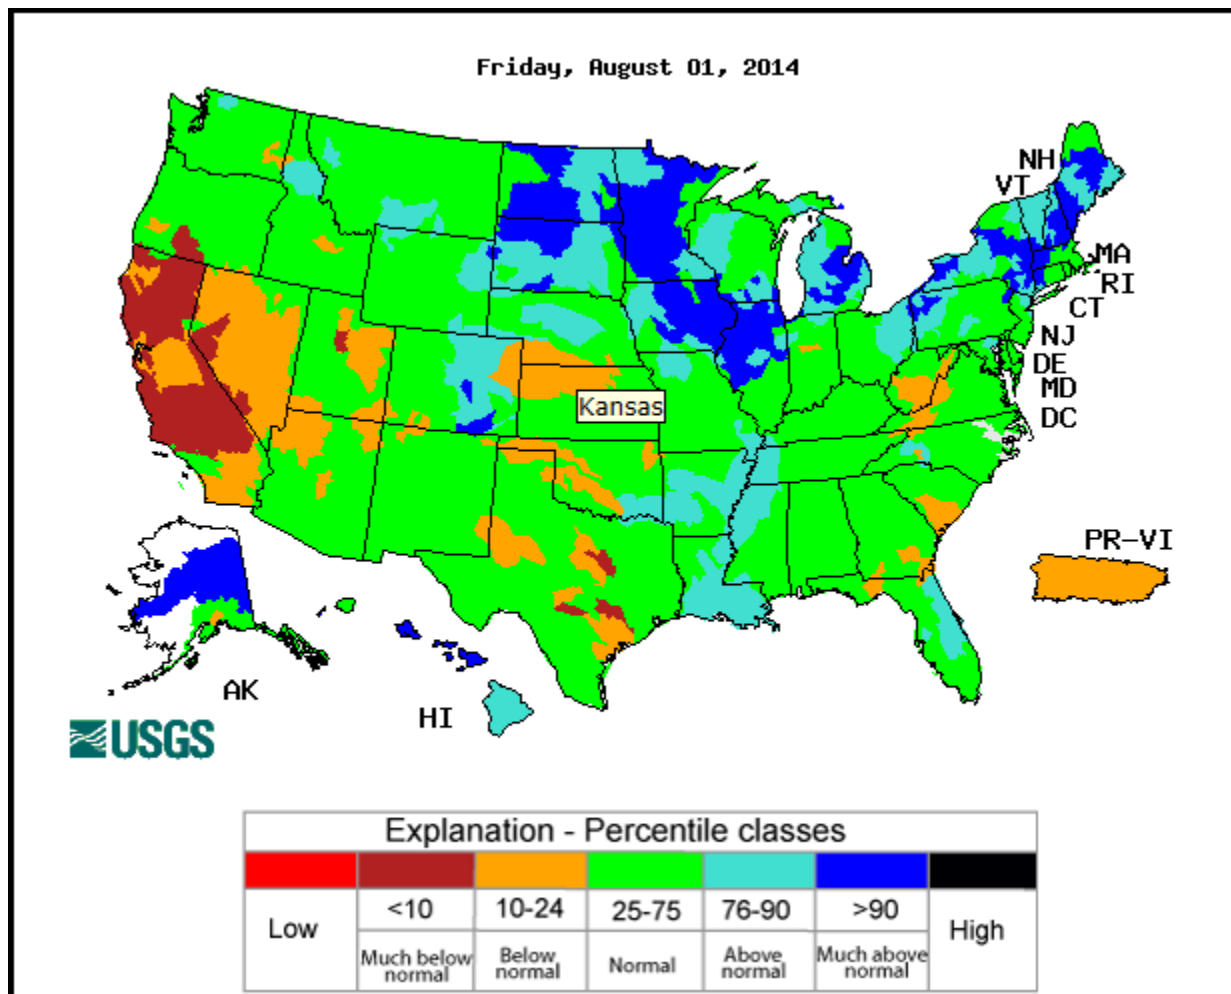 Friday, August 01, 2014
NH
VT
MA
RI
CT
NJ
DE
MD
DC
Kansas
PR-VI
AK
HI
USGS
Explanation - Percentile classes
Low
<10
10-24
25-75
76-90
>90
High
Much below
normal
Below
normal
Normal
Above
normal
Much above
normal